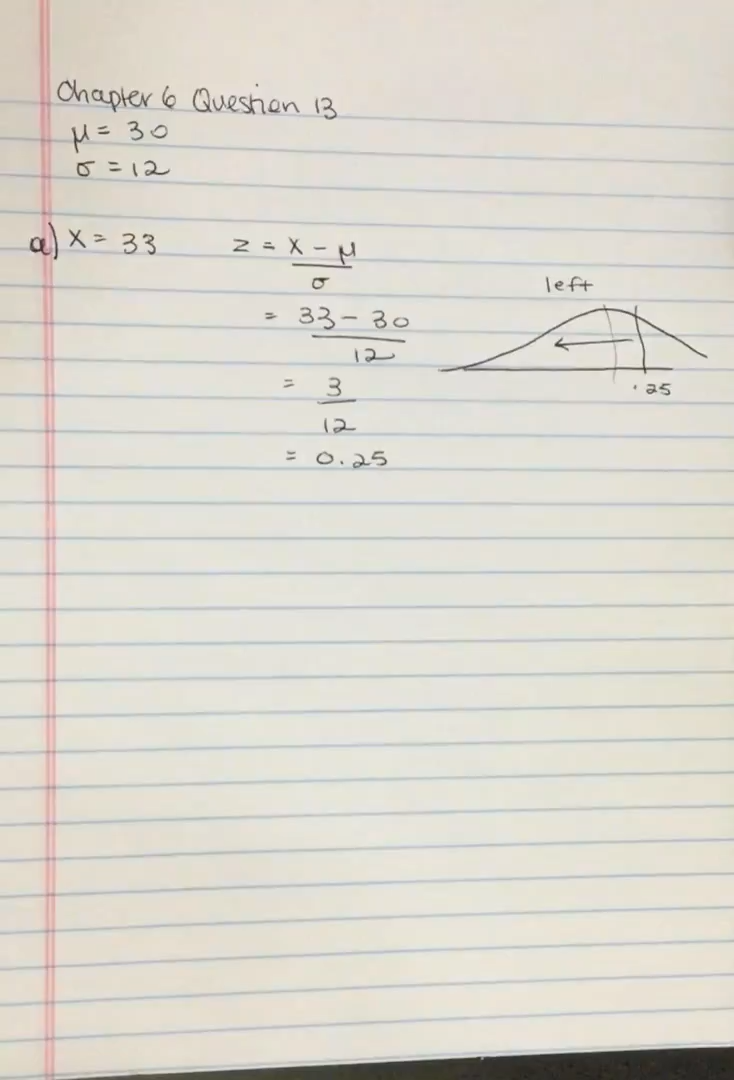 Chapter 6 Question 13
μ = 30
σ = 12
a) x = 33
z = x - μ
σ
= 33 - 30
12
= 3
12
= 0.25
left
.25